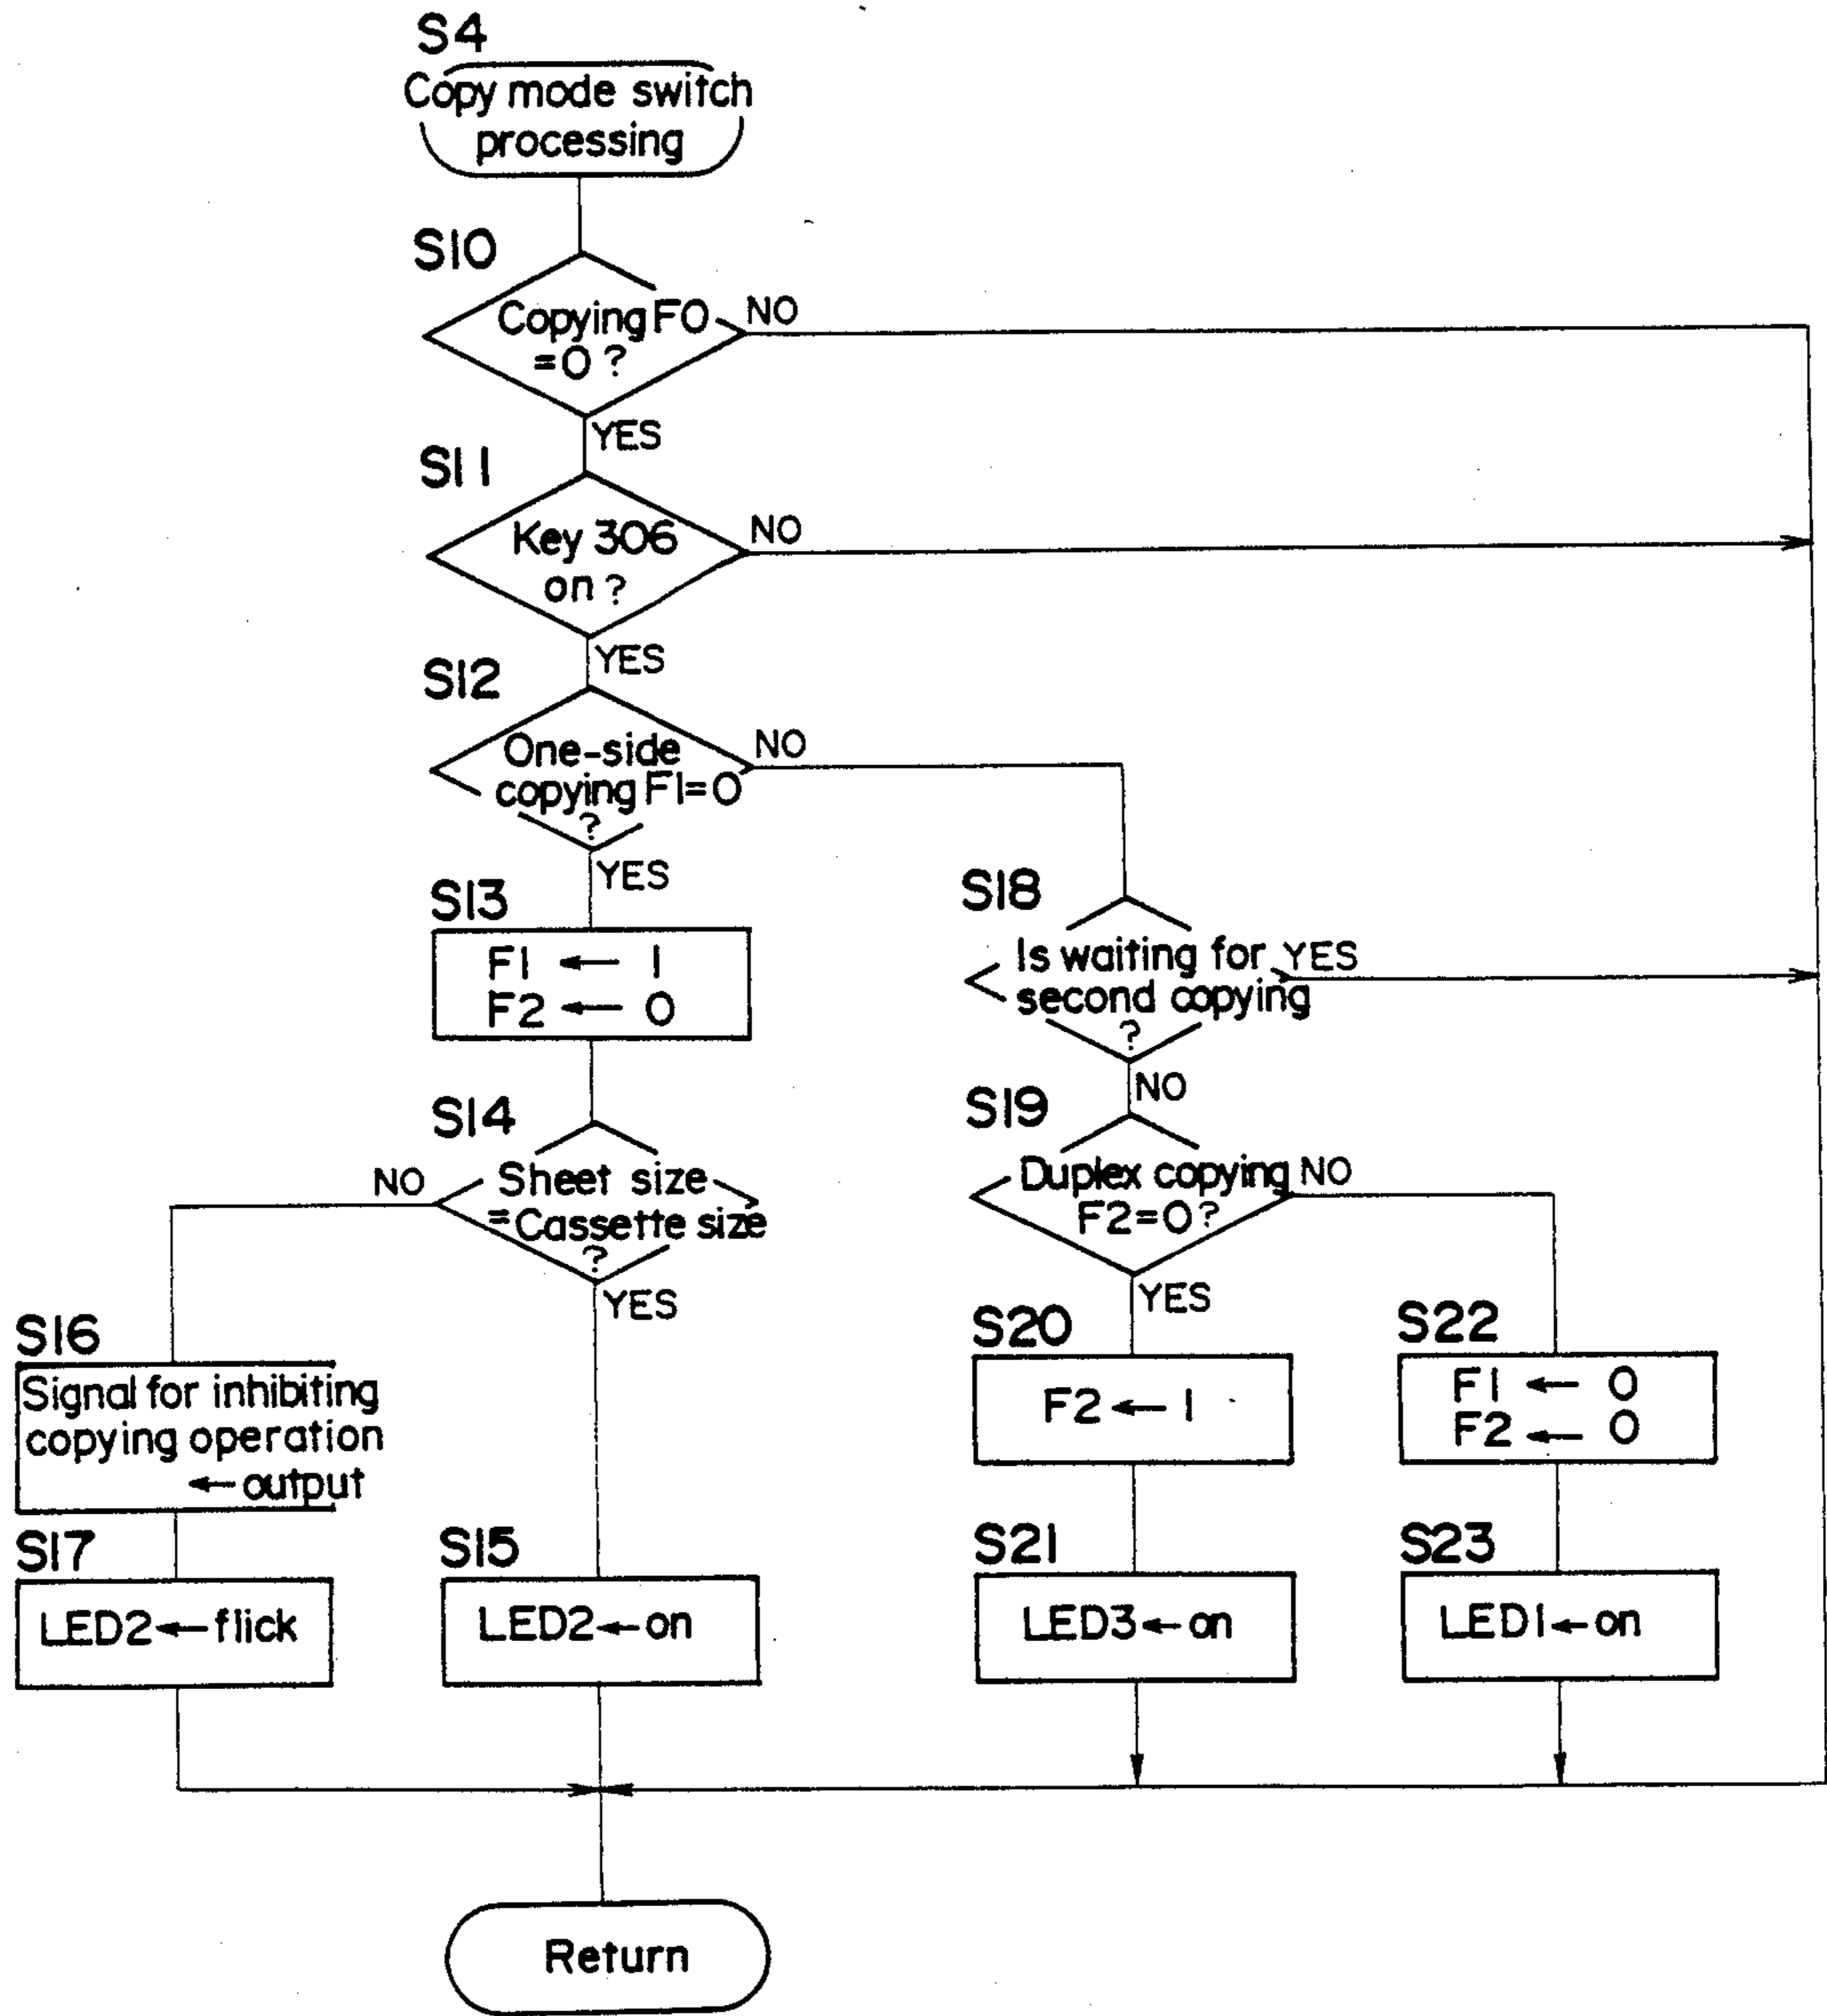 S4
Copy mode switch
processing
S10
Copying F0
=0 ?
NO
YES
S11
Key 306
on ?
NO
YES
S12
One-side
copying F1=0
?
NO
YES
S13
F1 ← 1
F2 ← 0
S18
Is waiting for
second copying
?
YES
NO
S14
Sheet size
=Cassette size
?
NO
YES
S19
Duplex copying
F2=0?
NO
YES
S16
Signal for inhibiting
copying operation
← output
S17
LED2 ← flick
S15
LED2 ← on
S20
F2 ← 1
S21
LED3 ← on
S22
F1 ← 0
F2 ← 0
S23
LED1 ← on
Return